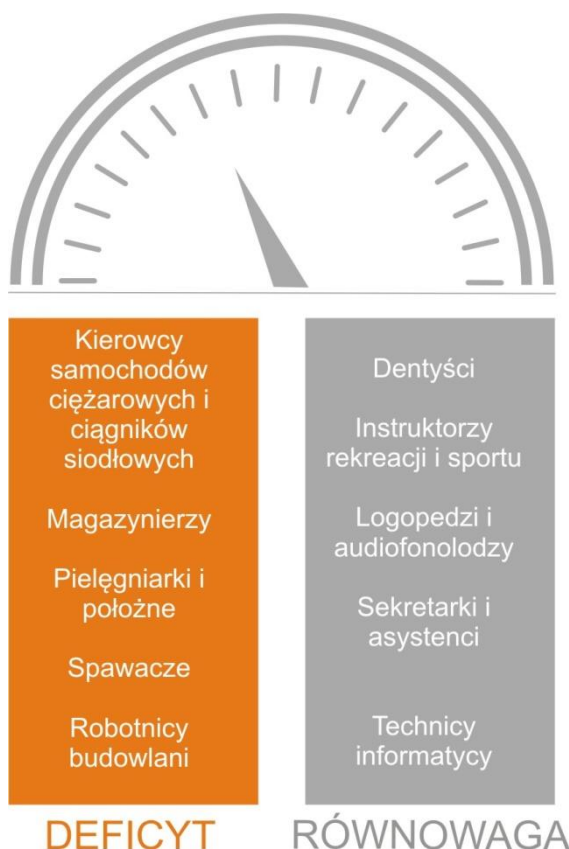 Kierowcy
samochodów
ciężarowych i
ciągników
siodłowych
Magazynierzy
Pielęgniarki i
położne
Spawacze
Robotnicy
budowlani
DEFICYT
Dentyści
Instruktorzy
rekreacji i sportu
Logopedzi i
audiofonolodzy
Sekretarki i
asystenci
Technicy
informatycy
RÓWNOWAGA